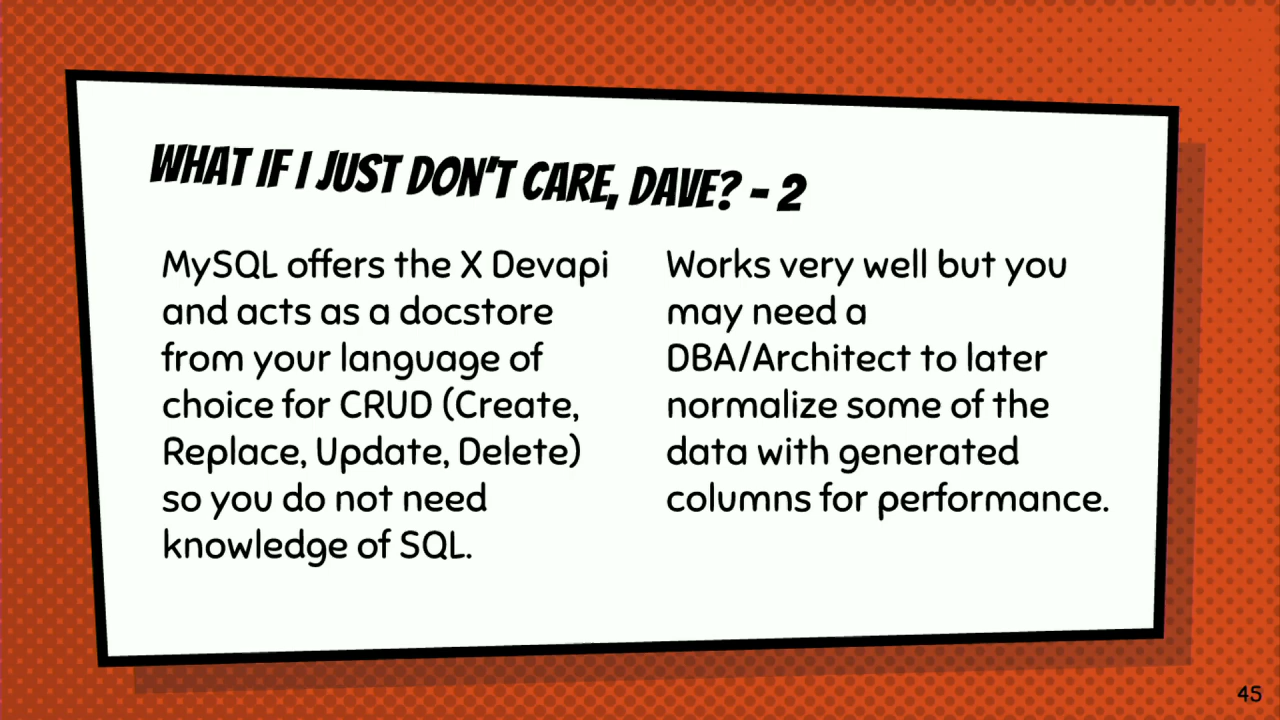 WHAT IF I JUST DON'T CARE, DAVE? - 2
MySQL offers the X Devapi
and acts as a docstore
from your language of
choice for CRUD (Create,
Replace, Update, Delete)
so you do not need
knowledge of SQL.
Works very well but you
may need a
DBA/Architect to later
normalize some of the
data with generated
columns for performance.
45